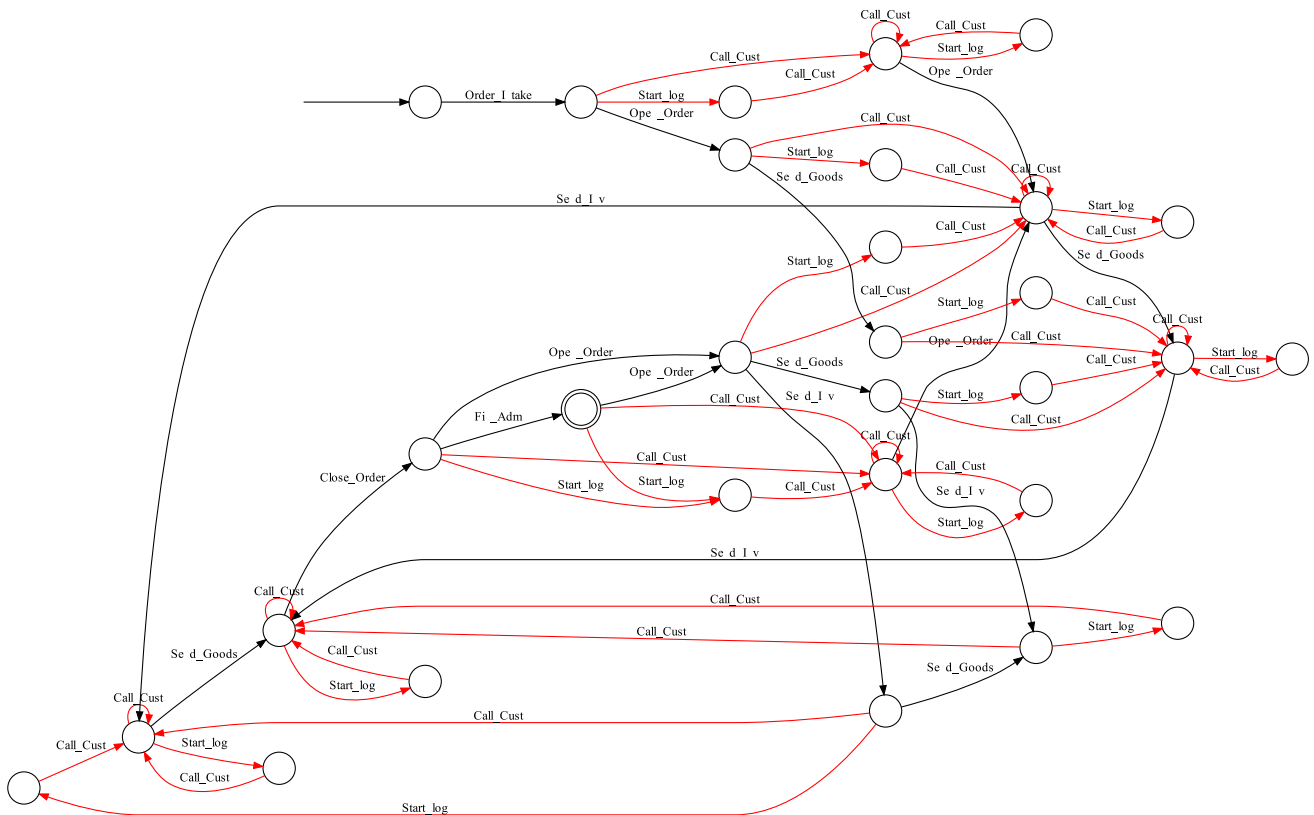 Call_Cust
Call_Cust
Start_log
Call_Cust
Ope _Order
Call_Cust
Order_I take
Start_log
Ope _Order
Call_Cust
Start_log
Call_Cust
Call_Cust
Se d_Goods
Se d_I v
Start_log
Call_Cust
Call_Cust
Start_log
Se d_Goods
Call_Cust
Start_log
Call_Cust
Call_Cust
Ope _Order
Call_Cust
Ope _Order
Se d_Goods
Start_log
Call_Cust
Call_Cust
Ope _Order
Se d_I v
Start_log
Call_Cust
Fi _Adm
Call_Cust
Call_Cust
Close_Order
Call_Cust
Call_Cust
Start_log
Start_log
Call_Cust
Se d_I v
Start_log
Se d_I v
Call_Cust
Call_Cust
Call_Cust
Start_log
Se d_Goods
Call_Cust
Se d_Goods
Start_log
Call_Cust
Call_Cust
Call_Cust
Start_log
Call_Cust
Start_log